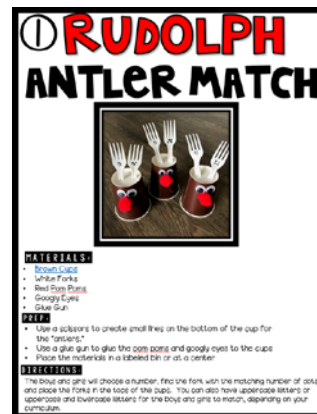 1 RUDOLPH
ANTLER MATCH
MATERIALS:
• Brown Cups
• White Forks
• Red Pom Poms
• Googly Eyes
• Glue Gun
PREP:
• Use a scissors to create small lines on the bottom of the cup for
the "antlers."
• Use a glue gun to glue the pom poms and googly eyes to the cups
• Place the materials in a labeled bin or at a center
DIRECTIONS:
The boys and girls will choose a number, find the fork with the matching number of dots
and place the forks in the tops of the cups. You can also have uppercase letters or
uppercase and lowercase letters for the boys and girls to match, depending on your
curriculum.